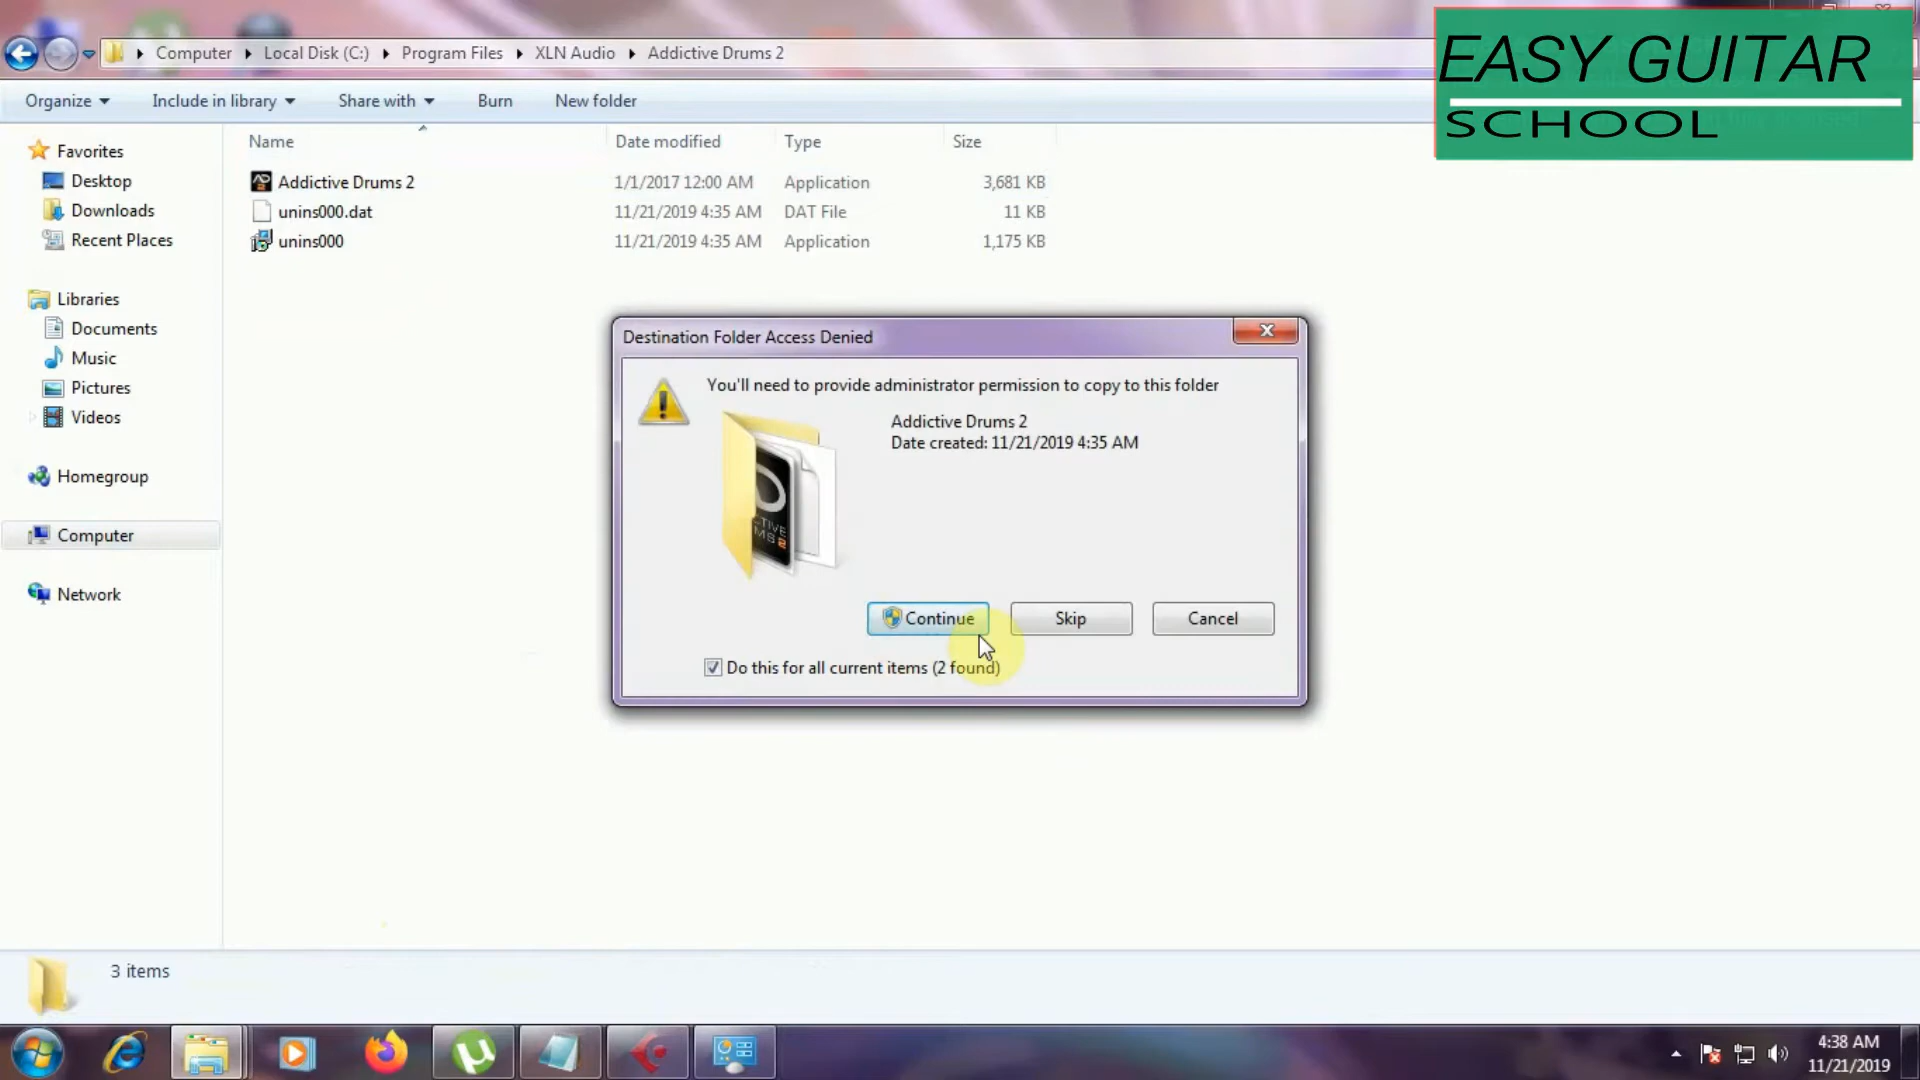 Computer Local Disk (C:) Program Files XLN Audio Addictive Drums 2
EASY GUITAR
SCHOOL
Organize Include in library Share with Burn New folder
Name Date modified Type Size
Favorites
Desktop
Downloads
Recent Places
Libraries
Documents
Music
Pictures
Videos
Homegroup
Computer
Network
Addictive Drums 2 1/1/2017 12:00 AM Application 3,681 KB
unins000.dat 11/21/2019 4:35 AM DAT File 11 KB
unins000 11/21/2019 4:35 AM Application 1,175 KB
Destination Folder Access Denied
You'll need to provide administrator permission to copy to this folder
Addictive Drums 2
Date created: 11/21/2019 4:35 AM
Continue Skip Cancel
Do this for all current items (2 found)
3 items
4:38 AM
11/21/2019